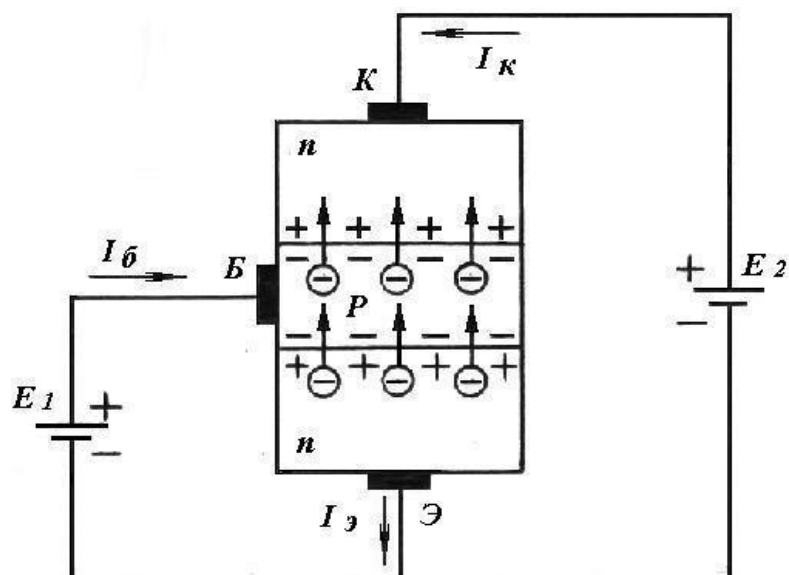 I к
К
n
+ + + +
− − − −
I б
Б
Р
+
E 2
−
− − − −
+ + + +
− − −
E 1
+
−
n
I э
Э